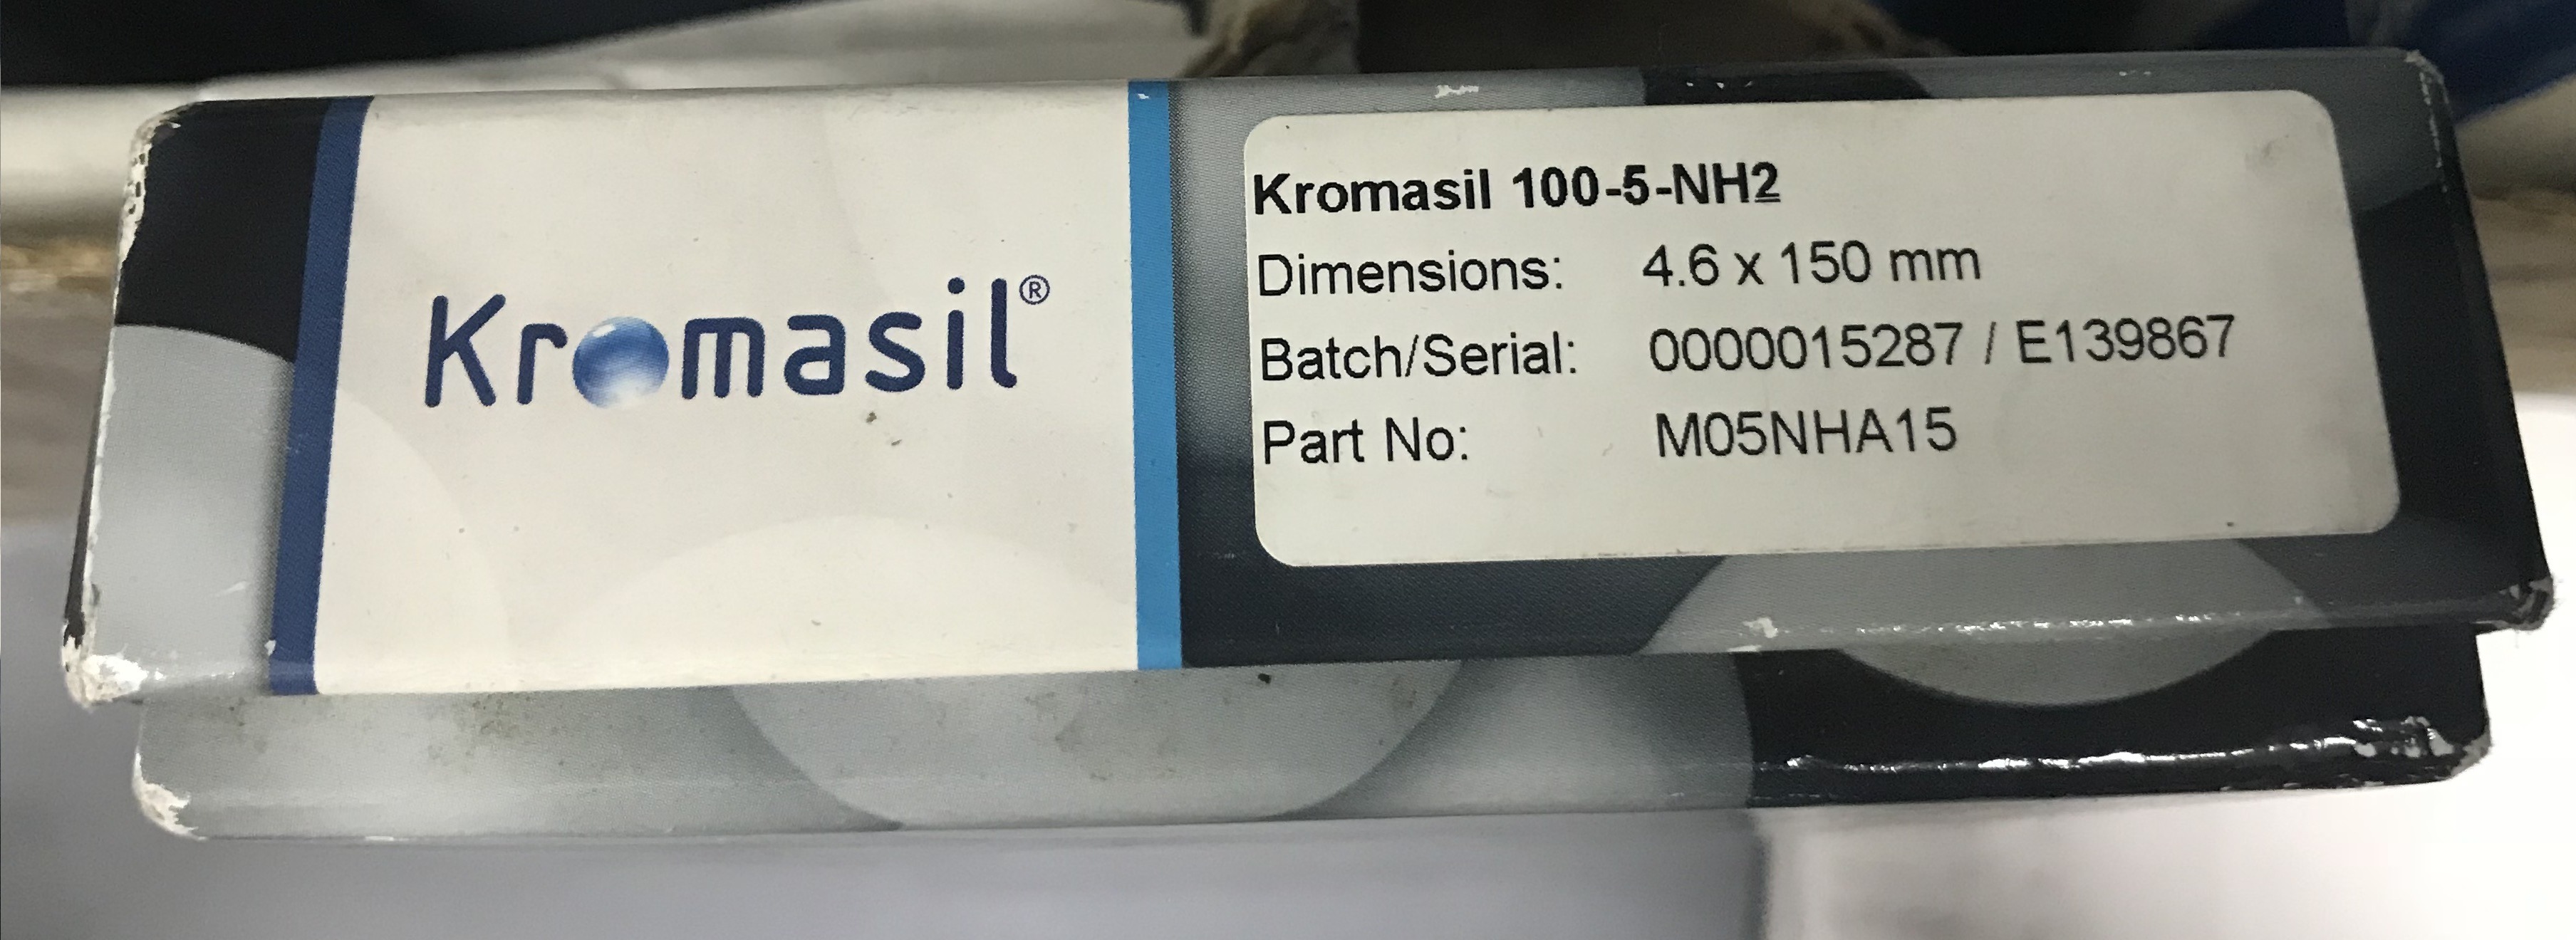 Kromasil®
Kromasil 100-5-NH2
Dimensions: 4.6 x 150 mm
Batch/Serial: 0000015287 / E139867
Part No: M05NHA15